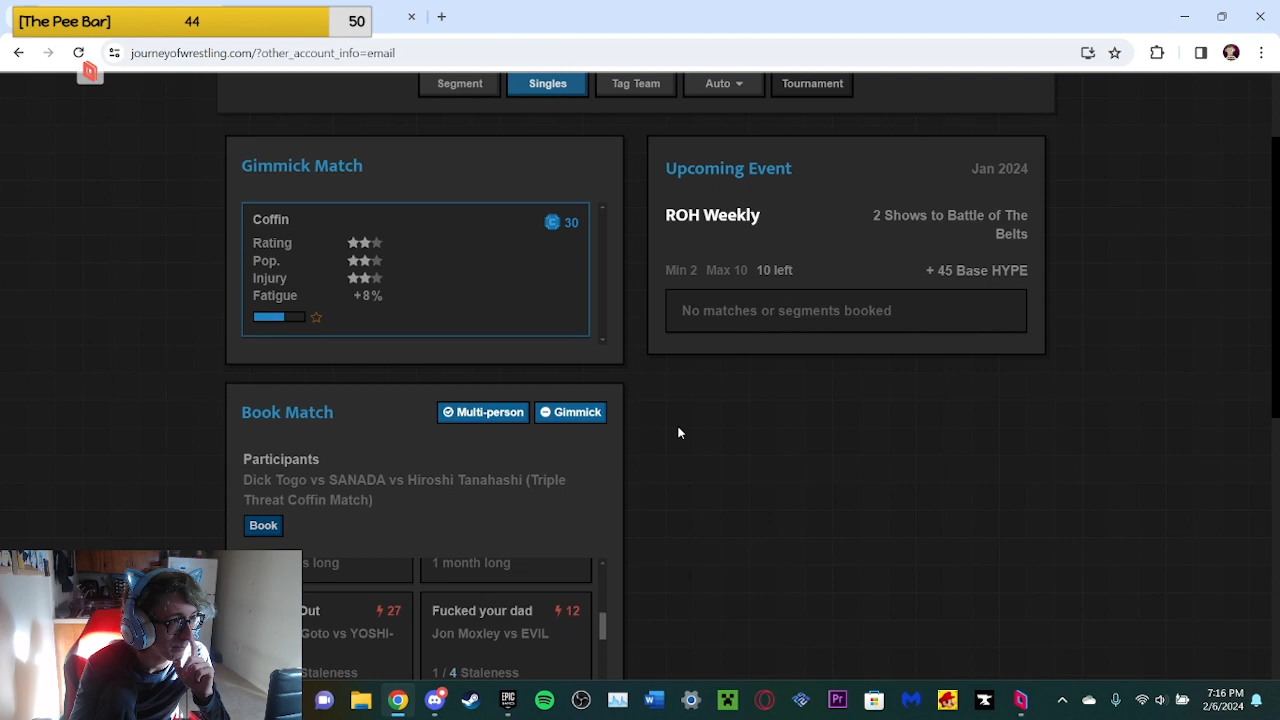 [The Pee Bar] 44 50
journeyofwrestling.com/?other_account_info=email
Segment Singles Tag Team Auto Tournament
Gimmick Match
Coffin 30
Rating
Pop.
Injury
Fatigue +8%
Upcoming Event Jan 2024
ROH Weekly 2 Shows to Battle of The
Belts
Min 2 Max 10 10 left + 45 Base HYPE
No matches or segments booked
Book Match Multi-person Gimmick
Participants
Dick Togo vs SANADA vs Hiroshi Tanahashi (Triple
Threat Coffin Match)
Book
s long 1 month long
Out 27 Fucked your dad 12
Goto vs YOSHI- Jon Moxley vs EVIL
Staleness 1 / 4 Staleness
7:16 PM
2/6/2024